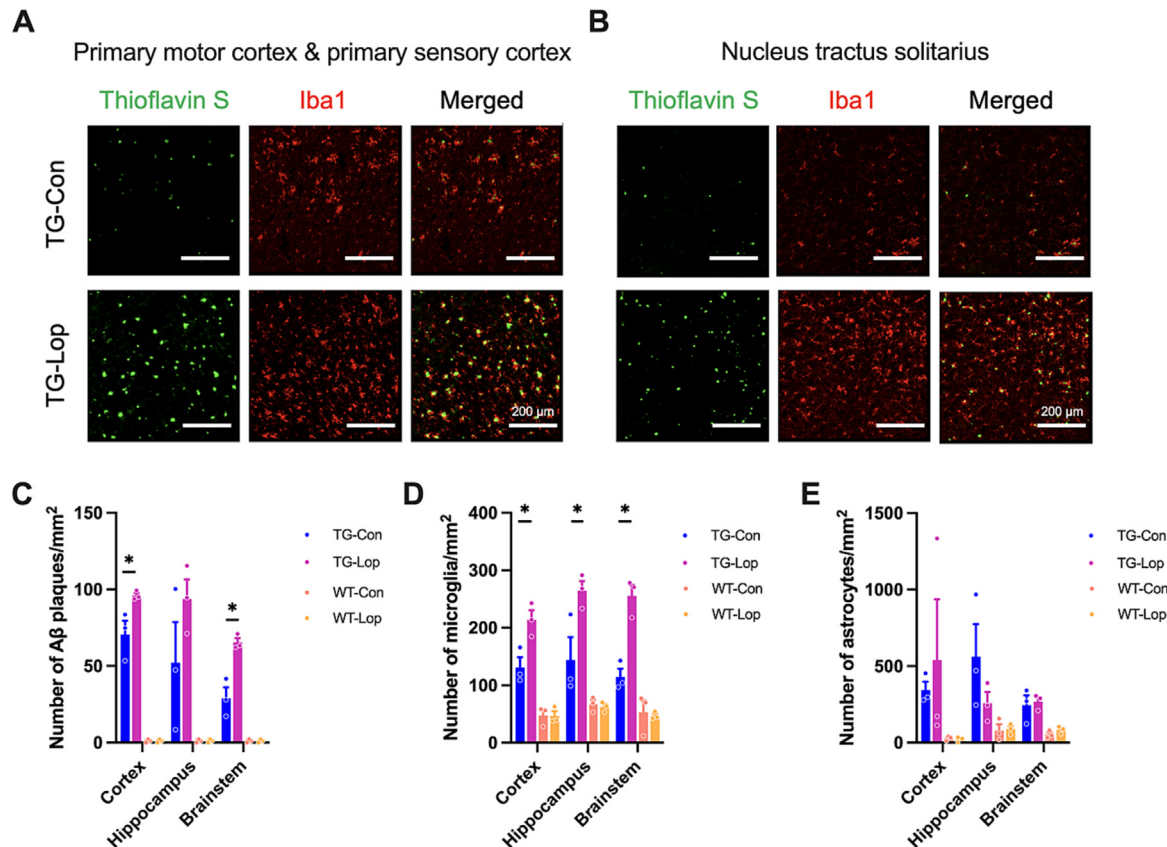 A
Primary motor cortex & primary sensory cortex
Thioflavin S
Iba1
Merged
TG-Con
TG-Lop
200 µm
B
Nucleus tractus solitarius
Thioflavin S
Iba1
Merged
200 µm
C
Number of Aβ plaques/mm²
150
100
50
0
Cortex
Hippocampus
Brainstem
*
*
TG-Con
TG-Lop
WT-Con
WT-Lop
D
Number of microglia/mm²
400
300
200
100
0
Cortex
Hippocampus
Brainstem
*
*
*
TG-Con
TG-Lop
WT-Con
WT-Lop
E
Number of astrocytes/mm²
1500
1000
500
0
Cortex
Hippocampus
Brainstem
TG-Con
TG-Lop
WT-Con
WT-Lop